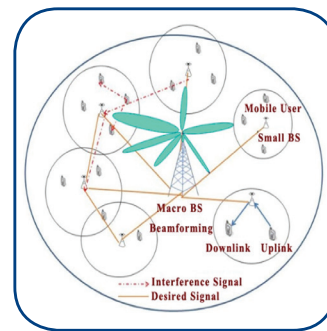 Mobile User
Small BS
Macro BS
Beamforming
Downlink Uplink
Interference Signal
Desired Signal